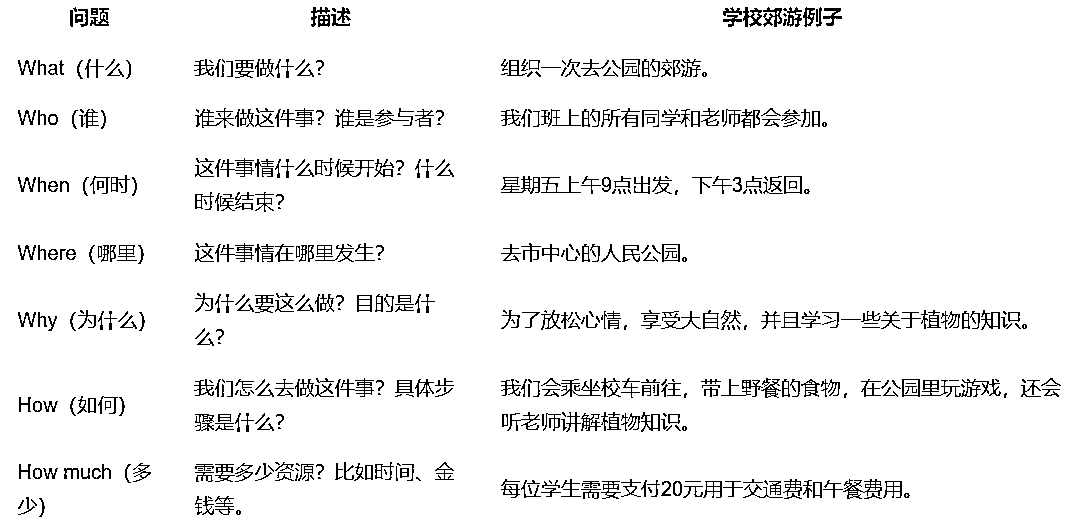 问题 描述 学校郊游例子
What（什么） 我们要做什么？ 组织一次去公园的郊游。
Who（谁） 谁来做这件事？谁是参与者？ 我们班上的所有同学和老师都会参加。
When（何时） 这件事情什么时候开始？什么
时候结束？ 星期五上午9点出发，下午3点返回。
Where（哪里） 这件事情在哪里发生？ 去市中心的人民公园。
Why（为什么） 为什么要这么做？目的是什
么？ 为了放松心情，享受大自然，并且学习一些关于植物的知识。
How（如何） 我们怎么去做这件事？具体步
骤是什么？ 我们会乘坐校车前往，带上野餐的食物，在公园里玩游戏，还会
听老师讲解植物知识。
How much（多
少） 需要多少资源？比如时间、金
钱等。 每位学生需要支付20元用于交通费和午餐费用。